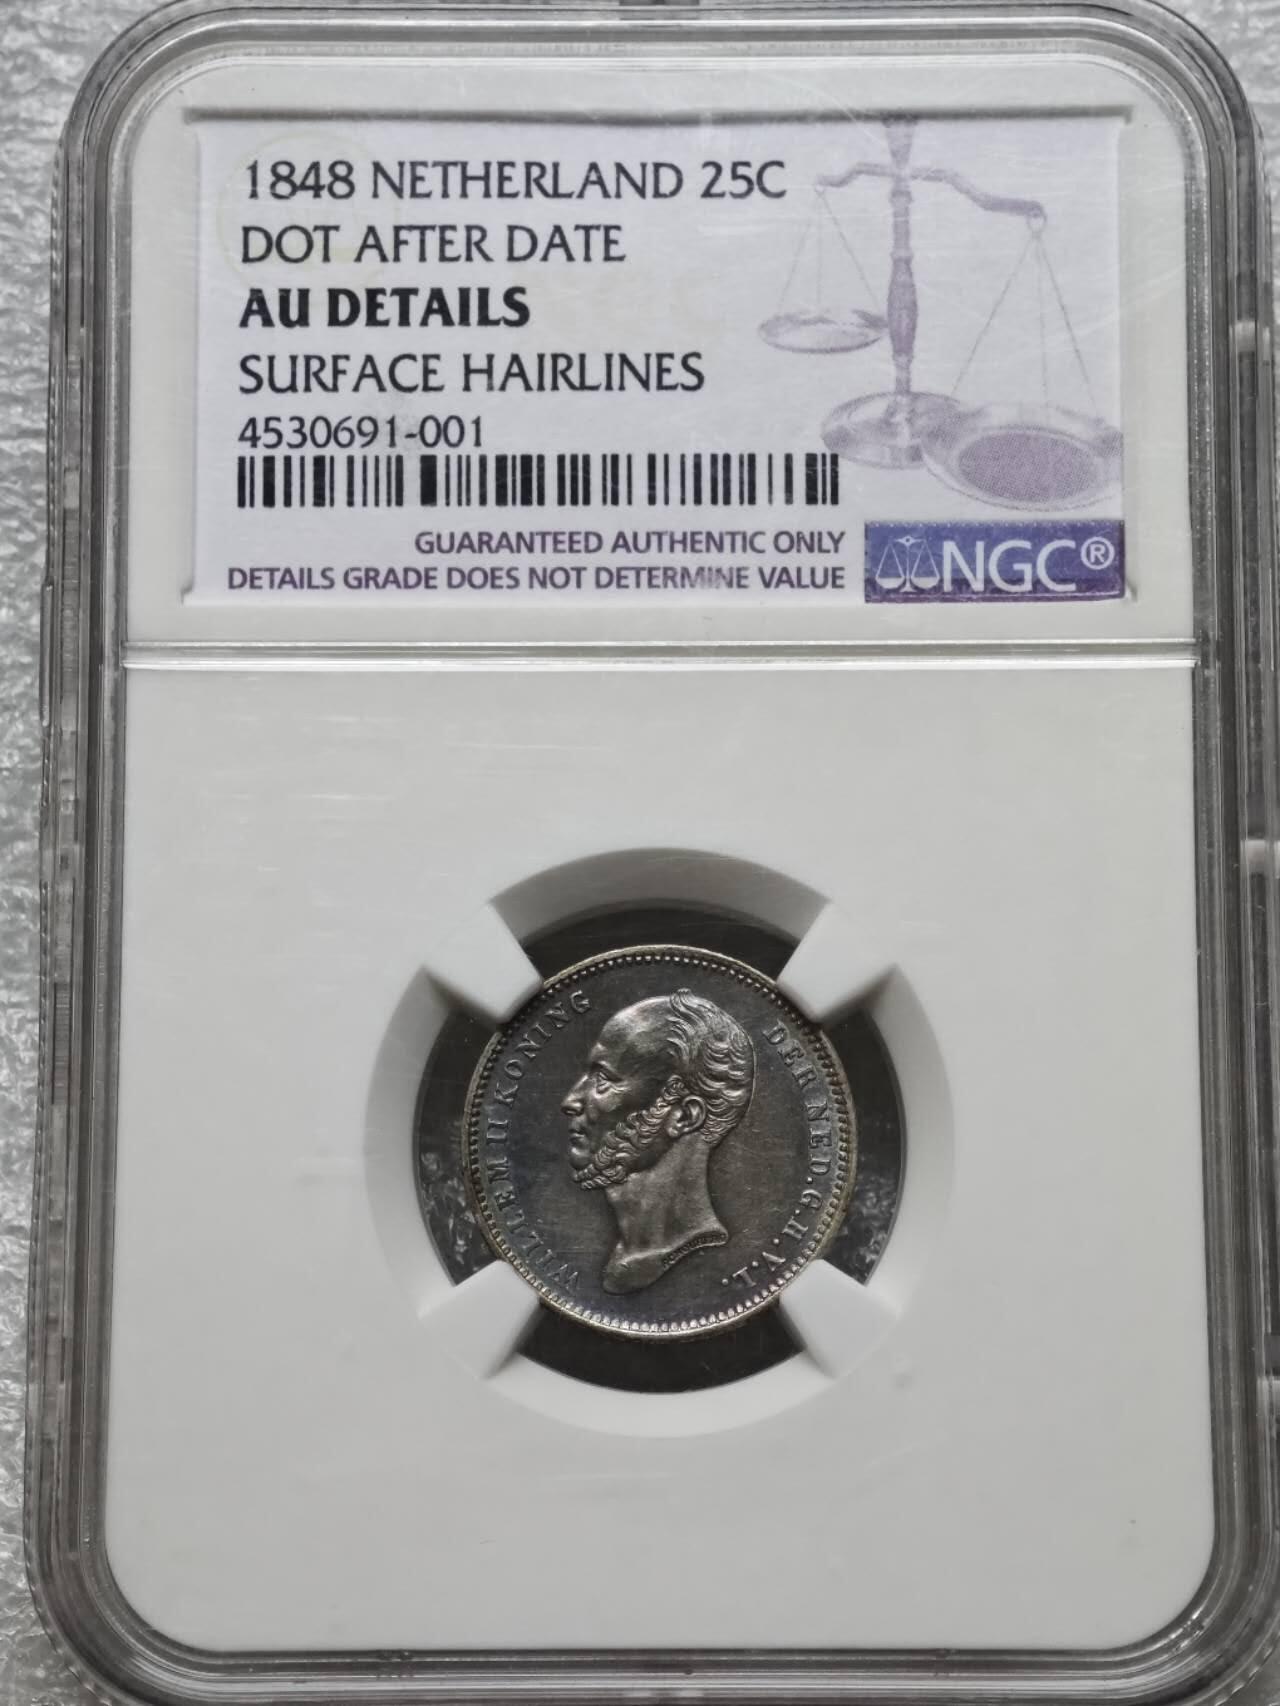 1848 NETHERLAND 25C
DOT AFTER DATE
AU DETAILS
SURFACE HAIRLINES
4530691-001
GUARANTEED AUTHENTIC ONLY
DETAILS GRADE DOES NOT DETERMINE VALUE
NGC®
WILLEM II KONING
DER NED. G. H. V. L.